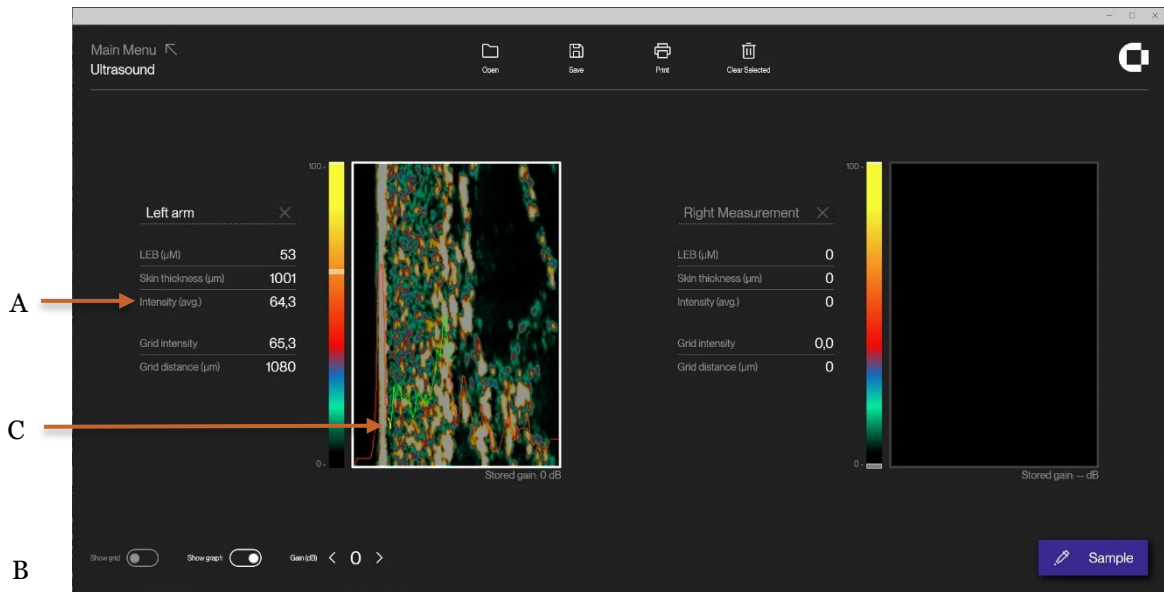 Main Menu
Ultrasound
Open
Save
Print
Clear Selected
100 -
Left arm
LEB (µM) 53
Skin thickness (µm) 1001
Intensity (avg.) 64,3
Grid intensity 65,3
Grid distance (µm) 1080
0 -
Stored gain: 0 dB
100 -
Right Measurement
LEB (µM) 0
Skin thickness (µm) 0
Intensity (avg.) 0
Grid intensity 0,0
Grid distance (µm) 0
0 -
Stored gain: -- dB
A
C
B
Show grid
Show graph
Gain (dB) < 0 >
Sample